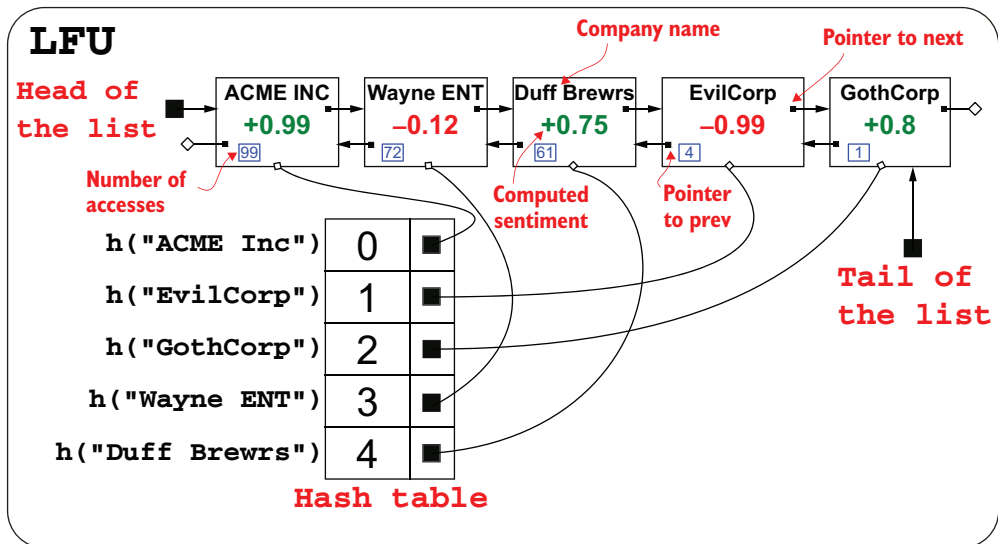 LFU
Company name
Pointer to next
Head of
the list
ACME INC
+0.99
99
Wayne ENT
–0.12
72
Duff Brewrs
+0.75
61
EvilCorp
–0.99
4
GothCorp
+0.8
1
Number of
accesses
Computed
sentiment
Pointer
to prev
Tail of
the list
h("ACME Inc") 0
h("EvilCorp") 1
h("GothCorp") 2
h("Wayne ENT") 3
h("Duff Brewrs") 4
Hash table